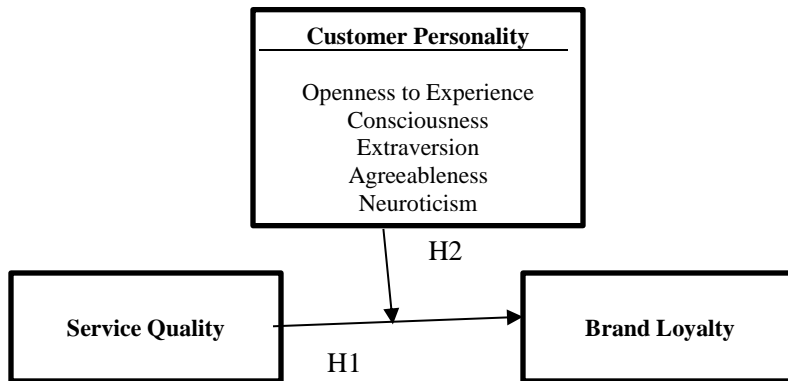 Customer Personality
Openness to Experience
Consciousness
Extraversion
Agreeableness
Neuroticism
H2
Service Quality
Brand Loyalty
H1